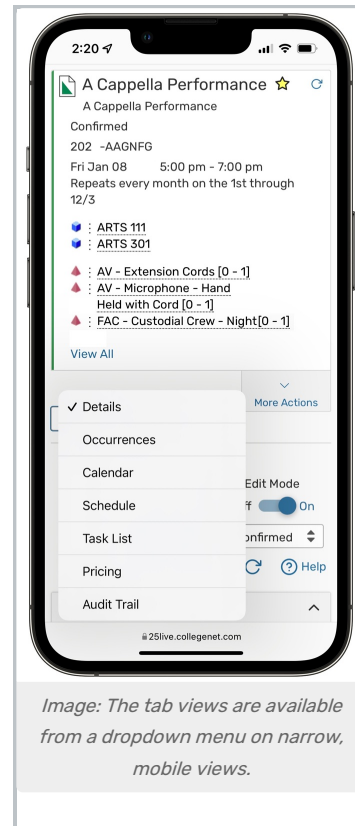 2:20
A Cappella Performance
A Cappella Performance
Confirmed
202 -AAGNFG
Fri Jan 08 5:00 pm - 7:00 pm
Repeats every month on the 1st through
12/3
ARTS 111
ARTS 301
AV - Extension Cords [0 - 1]
AV - Microphone - Hand
Held with Cord [0 - 1]
FAC - Custodial Crew - Night[0 - 1]
View All
More Actions
✓ Details
Occurrences
Calendar
Schedule
Task List
Pricing
Audit Trail
Edit Mode
On
onfirmed
Help
25live.collegenet.com
Image: The tab views are available
from a dropdown menu on narrow,
mobile views.